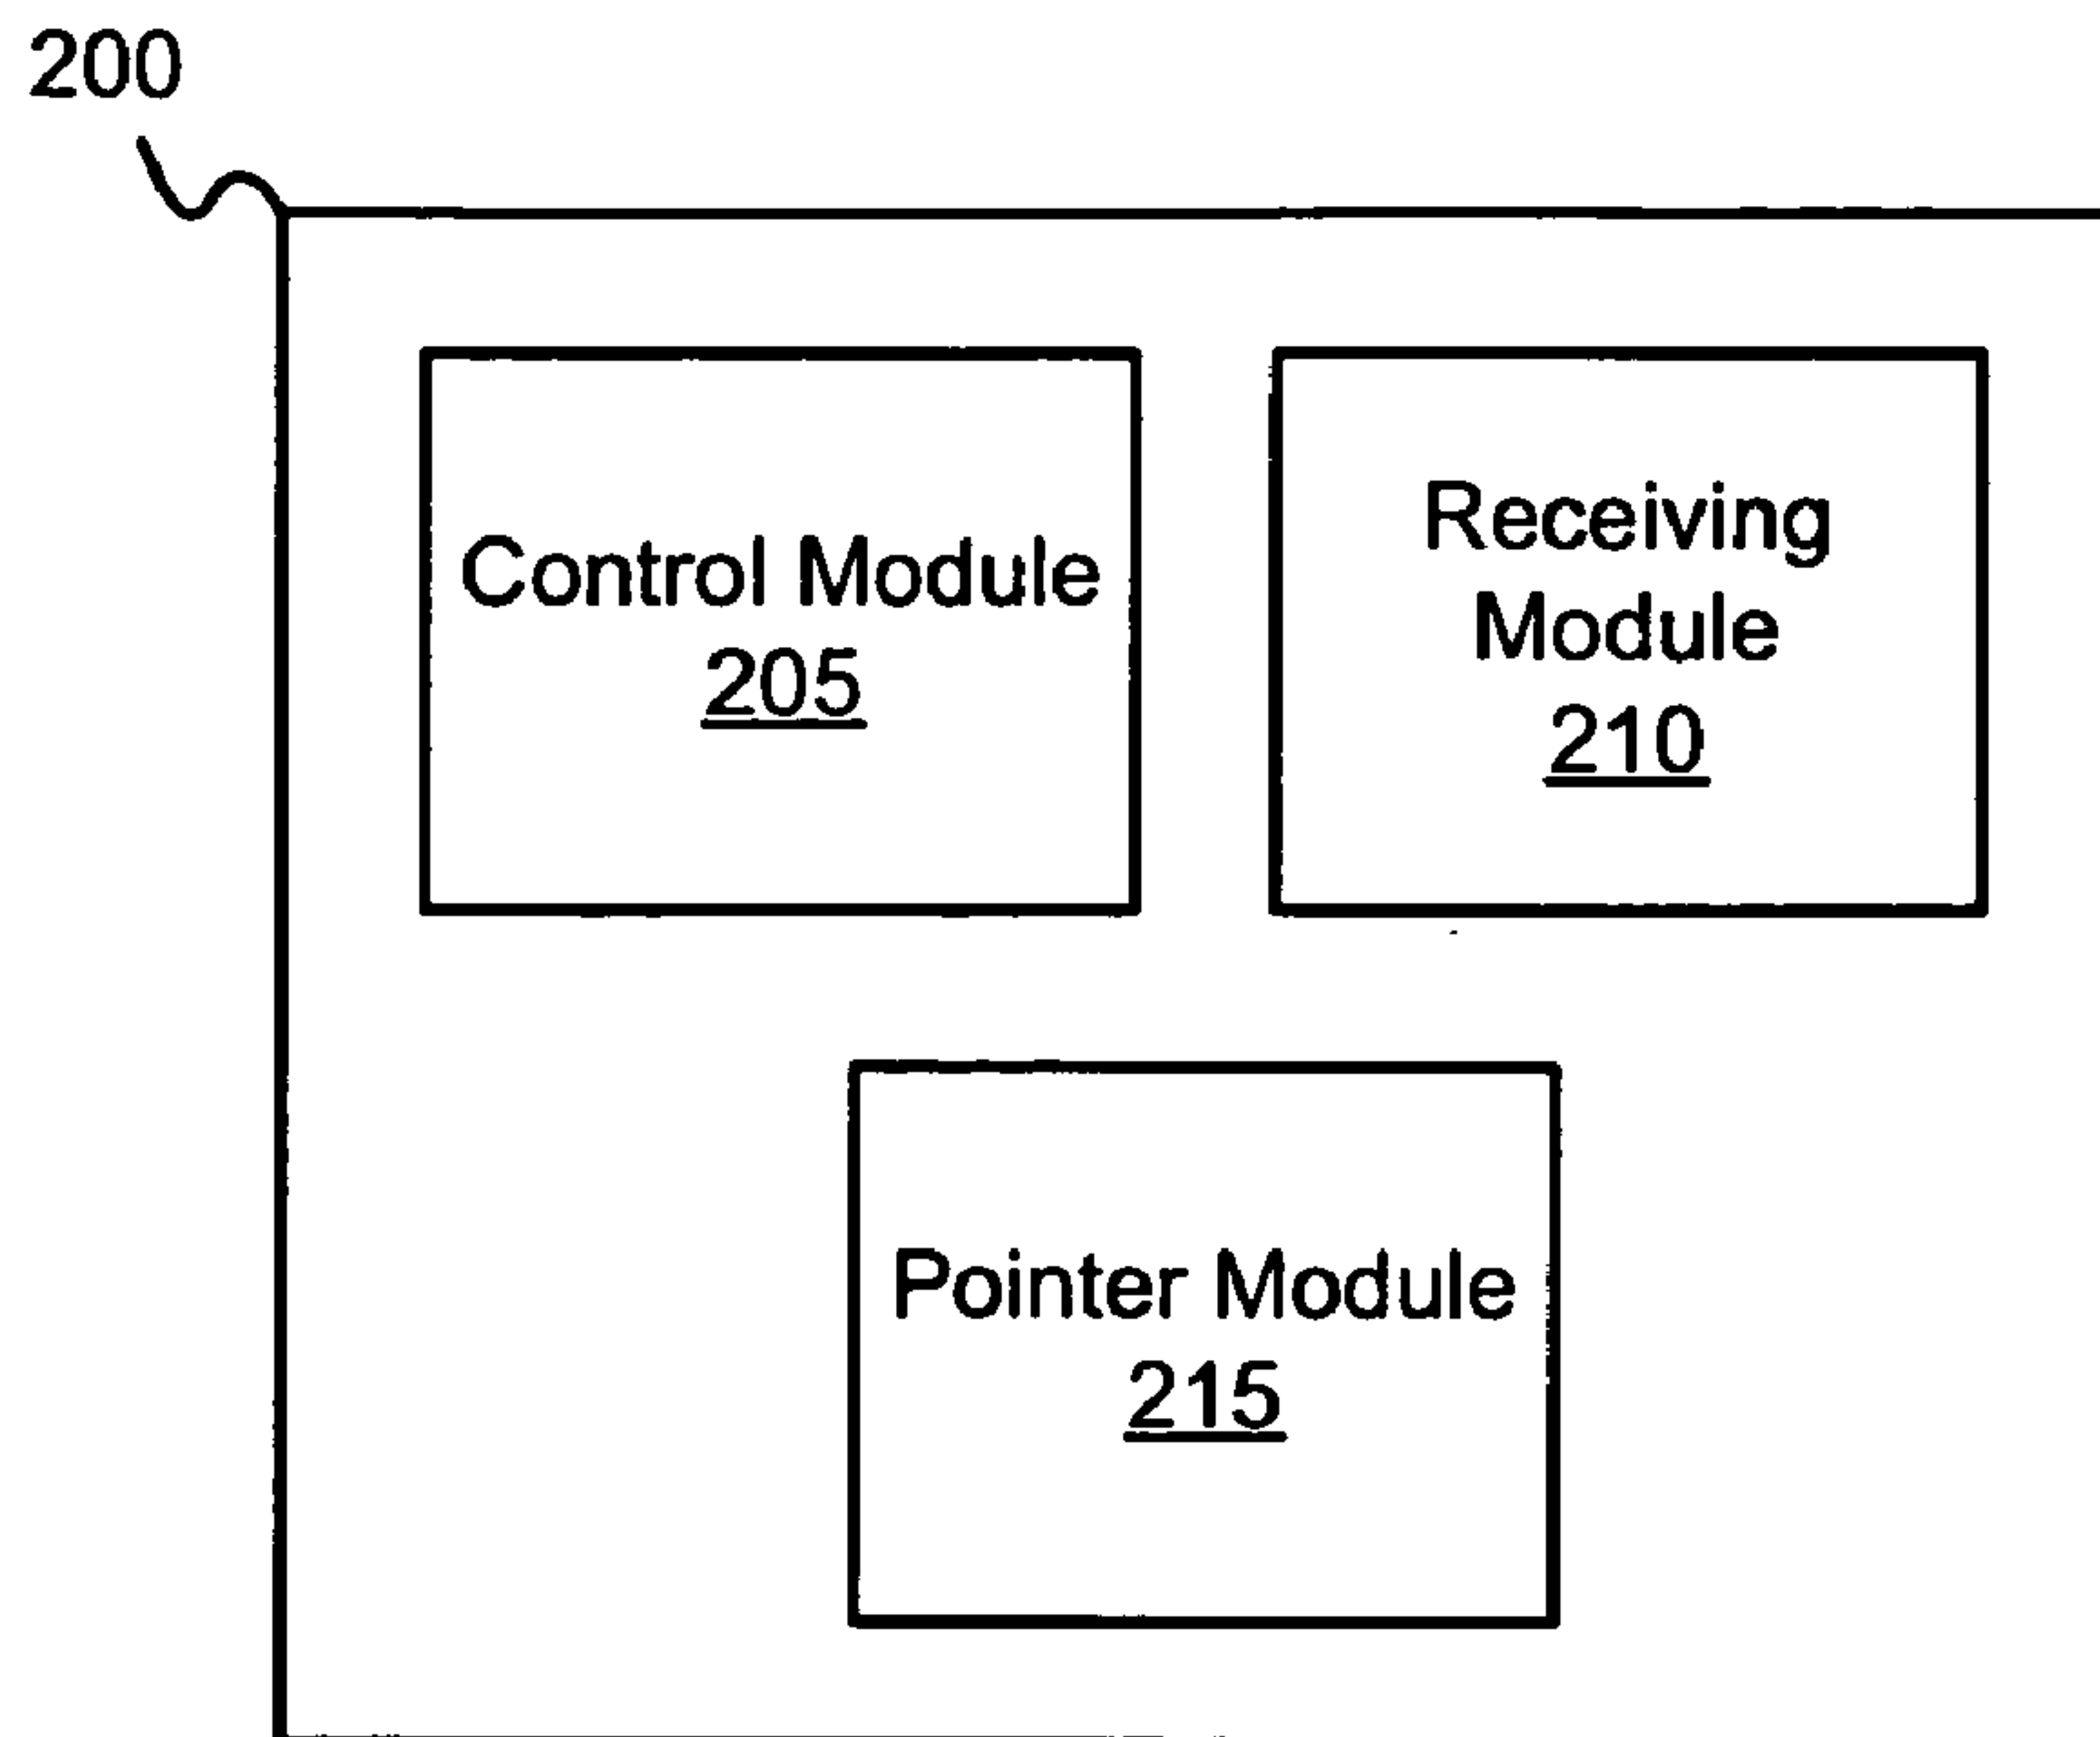 200
Control Module
205
Receiving
Module
210
Pointer Module
215